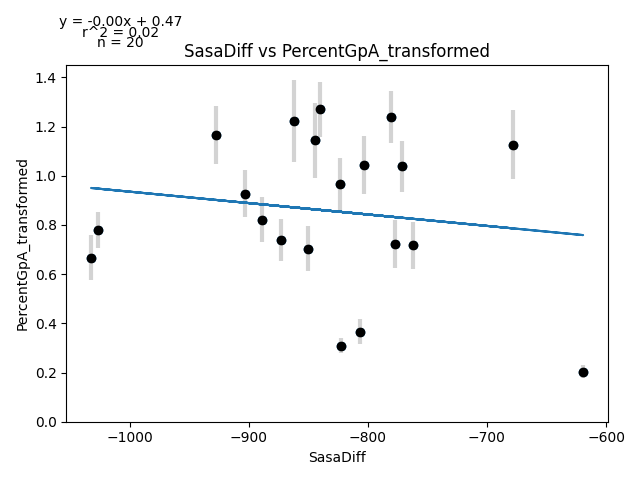 y = -0.00x + 0.47
r^2 = 0.02
n = 20
SasaDiff vs PercentGpA_transformed
PercentGpA_transformed
1.4
1.2
1.0
0.8
0.6
0.4
0.2
0.0
−1000 −900 −800 −700 −600
SasaDiff